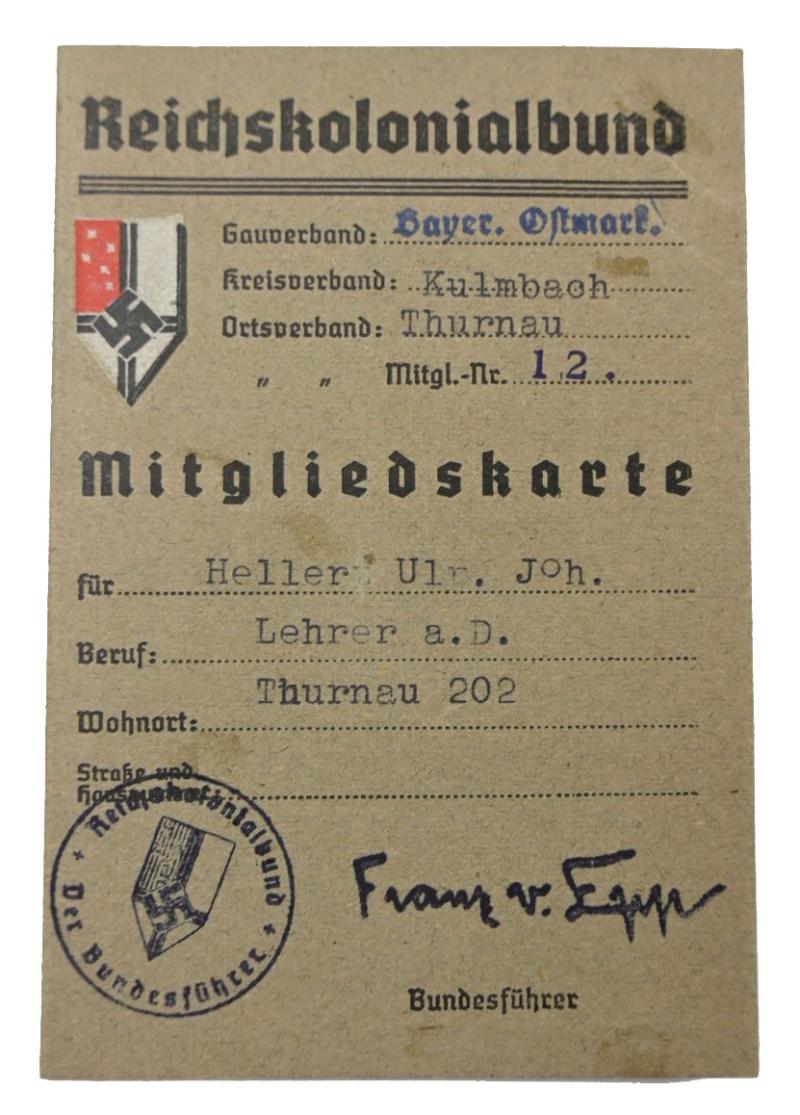 Reichskolonialbund
Gauverband: Bayer. Ostmark.
Kreisverband: Kulmbach
Ortsverband: Thurnau
" " Mitgl.-Nr. 12.
Mitgliedskarte
für Heller, Joh.
Beruf: Lehrer a.D.
Thurnau 202
Wohnort:
Straße und
Hausnummer:
Reichskolonialbund
Der Bundesführer
Franz v. Epp
Bundesführer